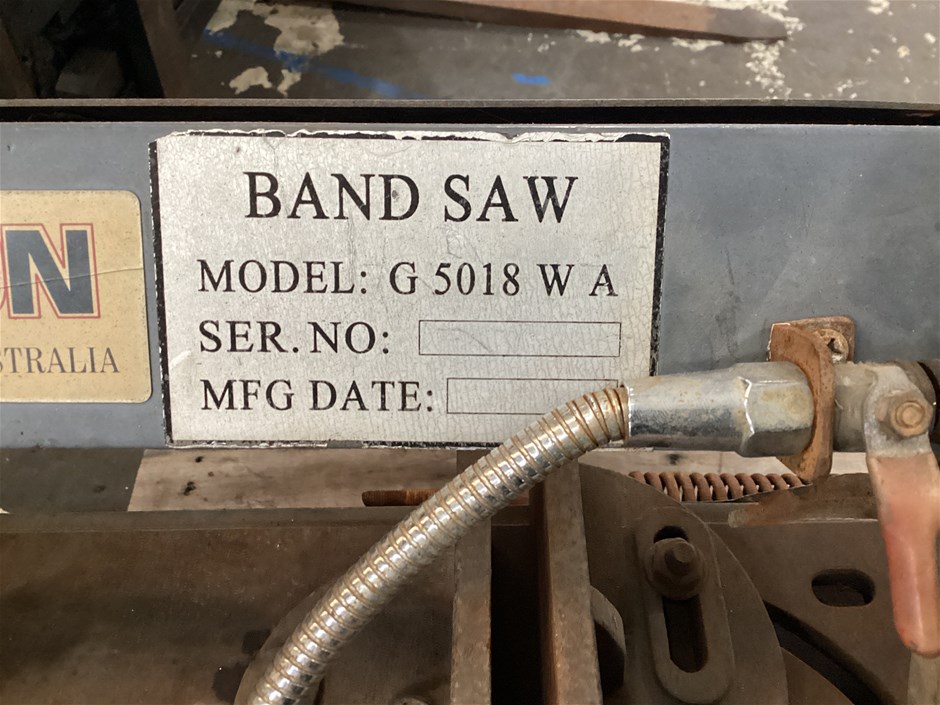 BAND SAW
MODEL: G 5018 W A
SER. NO:
MFG DATE: